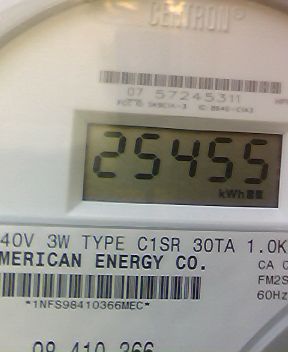 CENTRON®
07 57245311
25455
kWh
40V 3W TYPE C1SR 30TA 1.0K
MERICAN ENERGY CO.
CA
FM2S
60Hz
*1NFS98410366MEC*
98 410 366